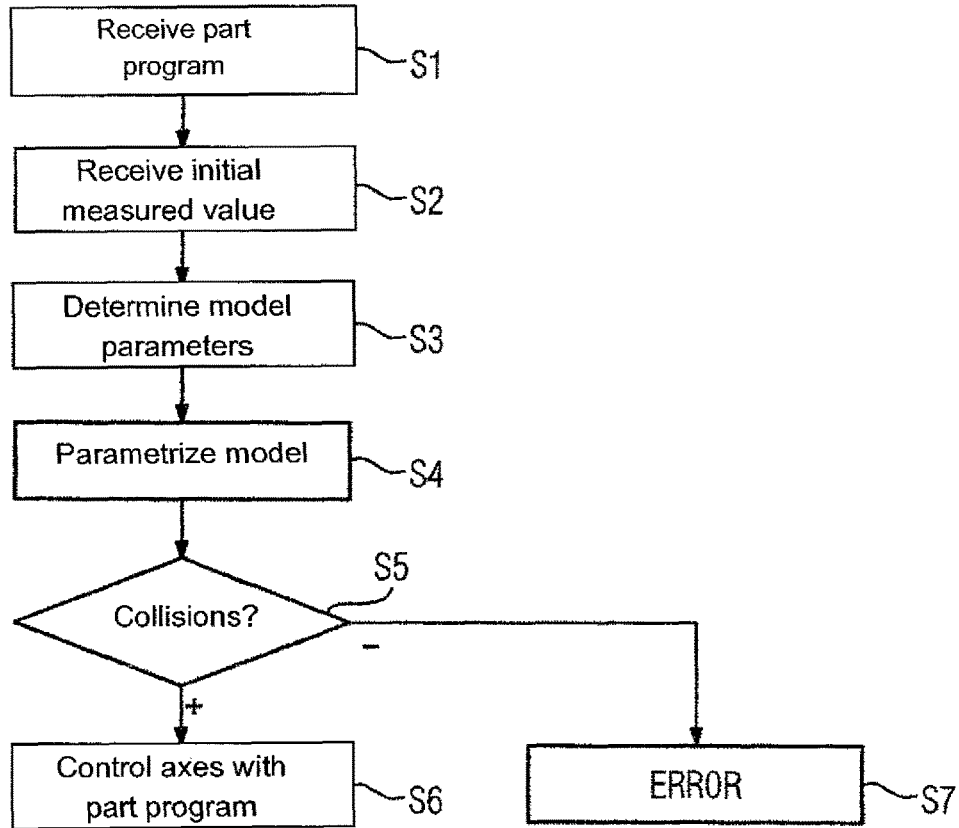 Receive part
program
S1
Receive initial
measured value
S2
Determine model
parameters
S3
Parametrize model
S4
Collisions?
S5
-
+
Control axes with
part program
S6
ERROR
S7